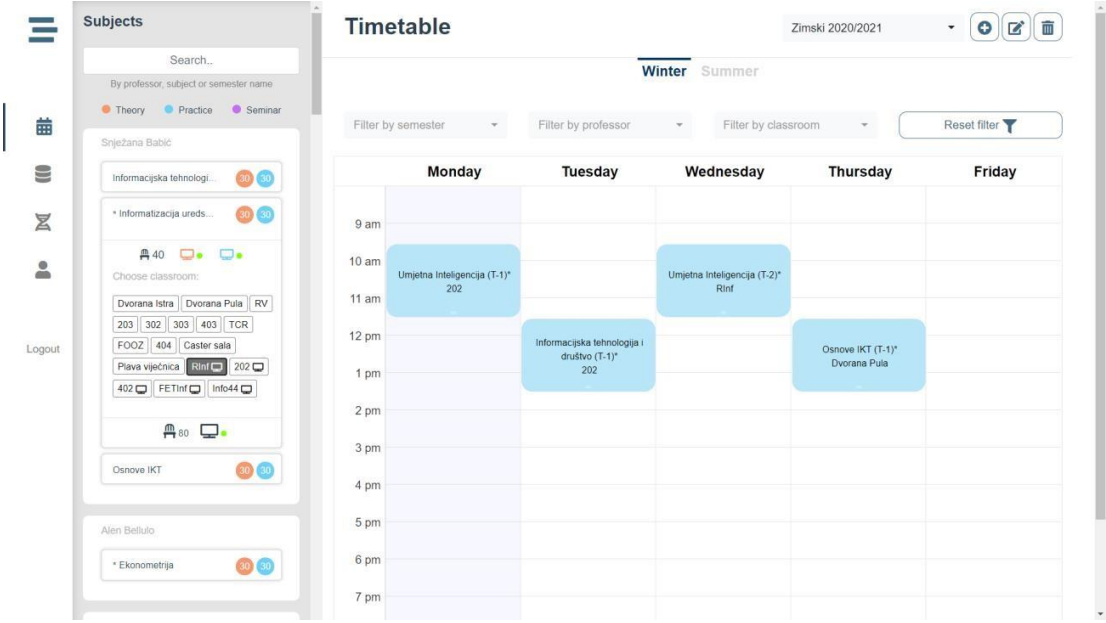 Subjects
Search..
By professor, subject or semester name
Theory Practice Seminar
Snježana Babić
Informacijska tehnologi... 30 30
* Informatizacija ureds... 30 30
40
Choose classroom:
Dvorana Istra Dvorana Pula RV
203 302 303 403 TCR
FOOZ 404 Caster sala
Plava viječnica RInf 202
402 FETInf Info44
80
Osnove IKT 30 30
Alen Bellulo
* Ekonometrija 30 30
Logout
Timetable
Zimski 2020/2021
Winter Summer
Filter by semester Filter by professor Filter by classroom Reset filter
Monday Tuesday Wednesday Thursday Friday
9 am
10 am
Umjetna Inteligencija (T-1)*
202
Umjetna Inteligencija (T-2)*
RInf
11 am
12 pm
Informacijska tehnologija i
društvo (T-1)*
202
Osnove IKT (T-1)*
Dvorana Pula
1 pm
2 pm
3 pm
4 pm
5 pm
6 pm
7 pm